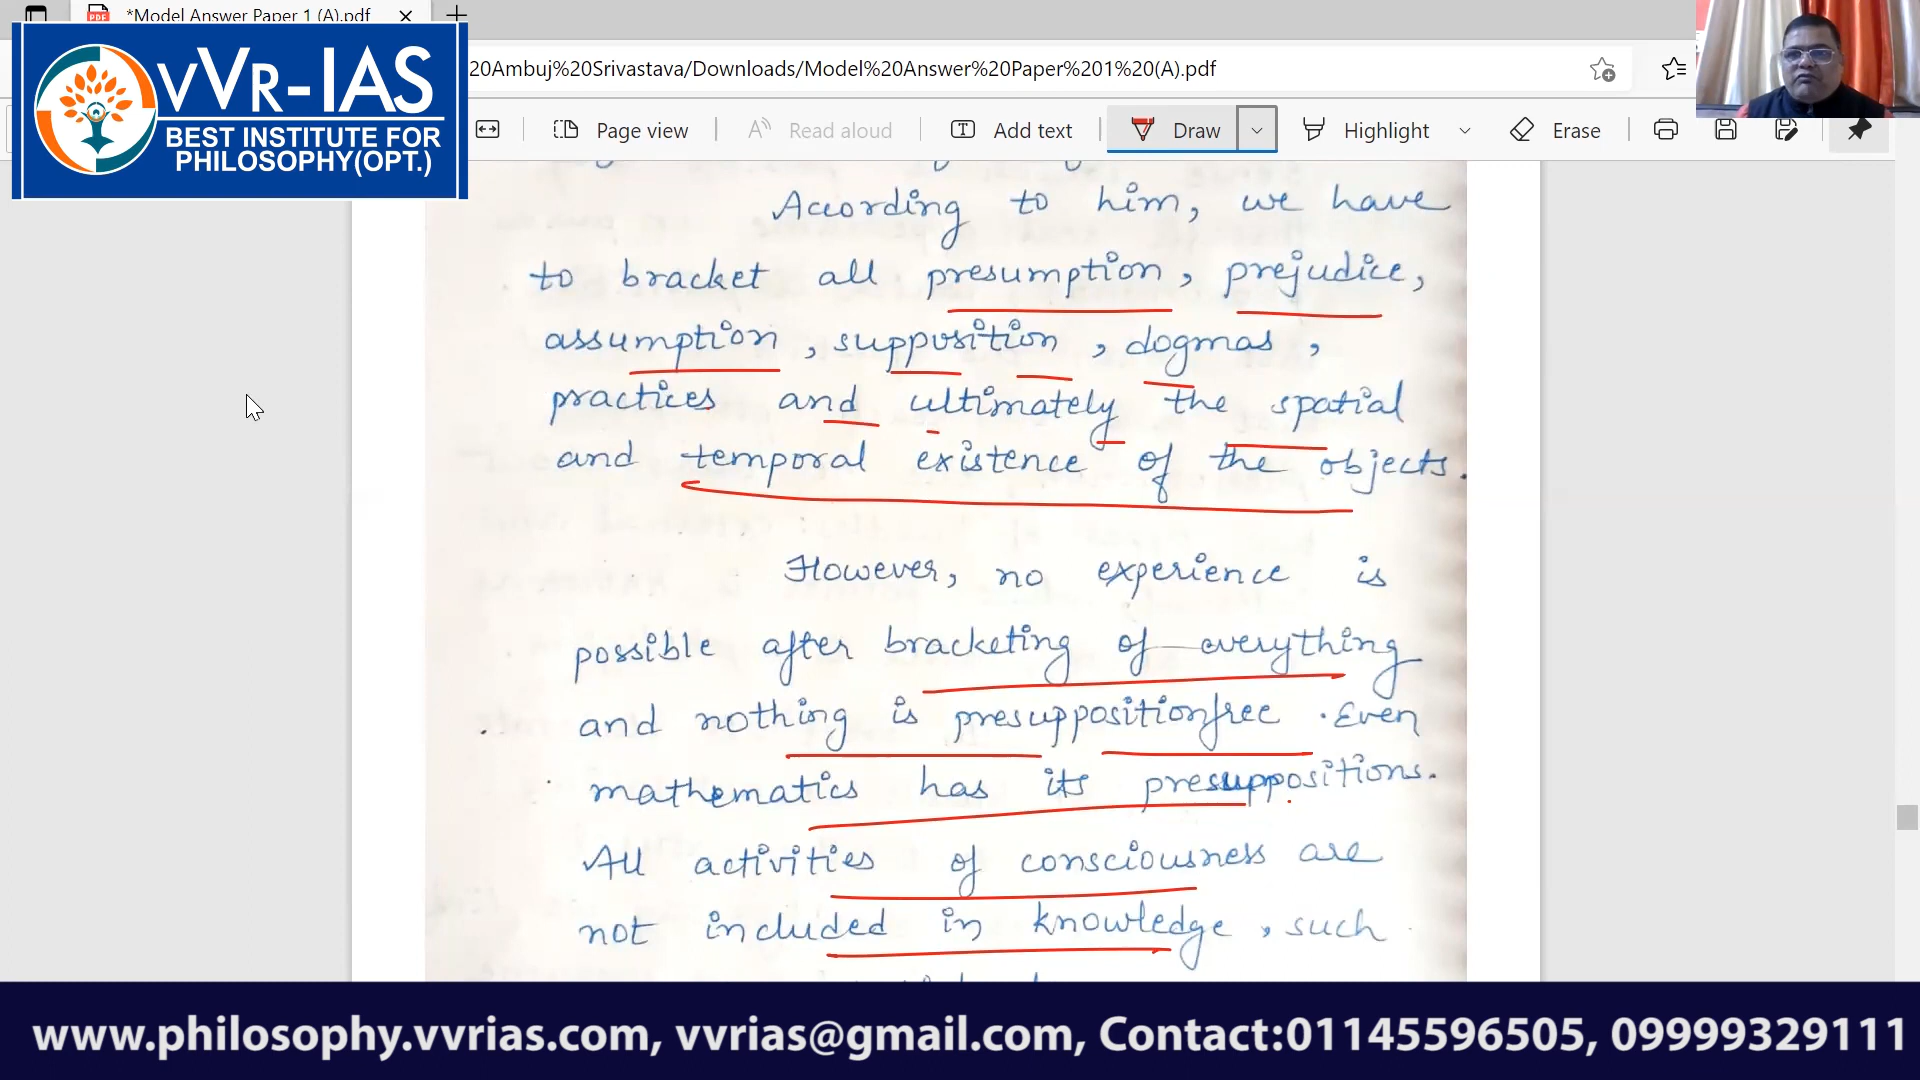 *Model Answer Paper 1 (A).pdf
vVR-IAS
BEST INSTITUTE FOR
PHILOSOPHY(OPT.)
20Ambuj%20Srivastava/Downloads/Model%20Answer%20Paper%201%20(A).pdf
Page view
Read aloud
Add text
Draw
Highlight
Erase
According to him, we have
to bracket all presumption, prejudice,
assumption, supposition, dogmas,
practices and ultimately the spatial
and temporal existence of the objects.
However, no experience is
possible after bracketing of everything
and nothing is presuppositionfree. Even
mathematics has its presuppositions.
All activities of consciousness are
not included in knowledge, such
www.philosophy.vvrias.com, vvrias@gmail.com, Contact:01145596505, 09999329111